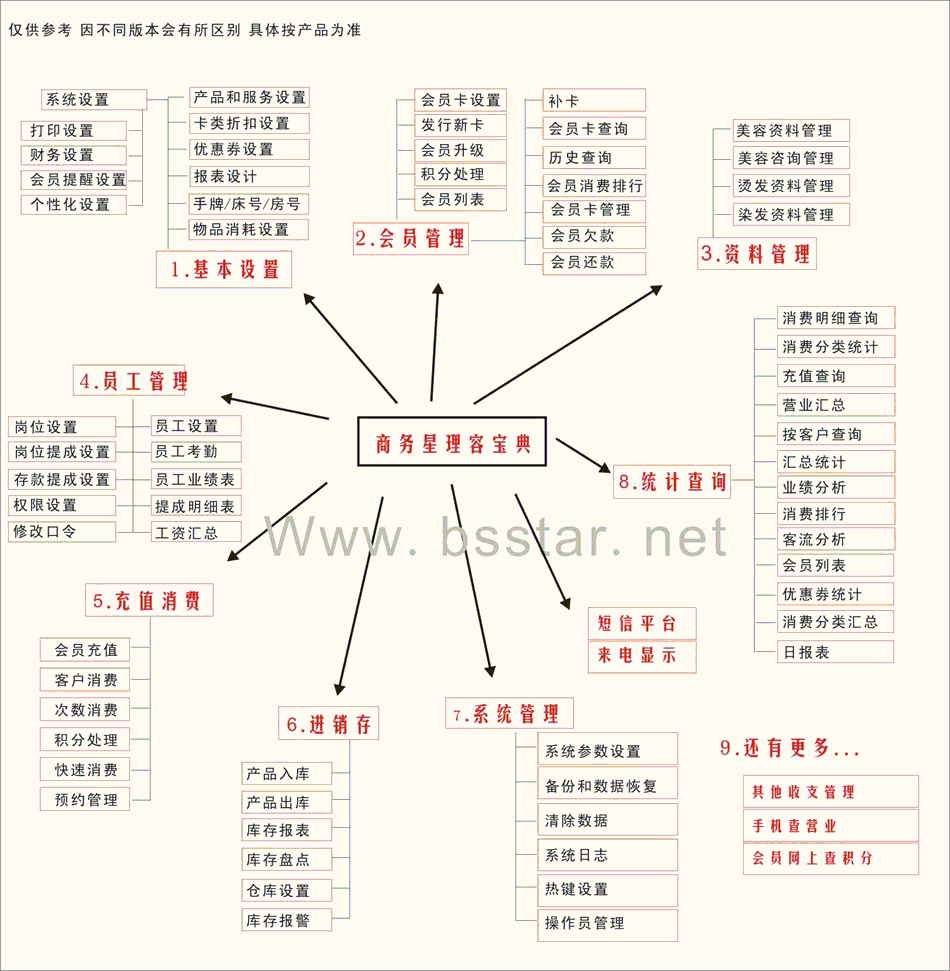 仅供参考 因不同版本会有所区别 具体按产品为准
系统设置
打印设置
财务设置
会员提醒设置
个性化设置
产品和服务设置
卡类折扣设置
优惠券设置
报表设计
手牌/床号/房号
物品消耗设置
1.基本设置
会员卡设置
发行新卡
会员升级
积分处理
会员列表
2.会员管理
补卡
会员卡查询
历史查询
会员消费排行
会员卡管理
会员欠款
会员还款
美容资料管理
美容咨询管理
烫发资料管理
染发资料管理
3.资料管理
4.员工管理
岗位设置
岗位提成设置
存款提成设置
权限设置
修改口令
员工设置
员工考勤
员工业绩表
提成明细表
工资汇总
商务星理容宝典
8.统计查询
消费明细查询
消费分类统计
充值查询
营业汇总
按客户查询
汇总统计
业绩分析
消费排行
客流分析
会员列表
优惠券统计
消费分类汇总
日报表
Www.bsstar.net
5.充值消费
会员充值
客户消费
次数消费
积分处理
快速消费
预约管理
短信平台
来电显示
6.进销存
产品入库
产品出库
库存报表
库存盘点
仓库设置
库存报警
7.系统管理
系统参数设置
备份和数据恢复
清除数据
系统日志
热键设置
操作员管理
9.还有更多...
其他收支管理
手机查营业
会员网上查积分